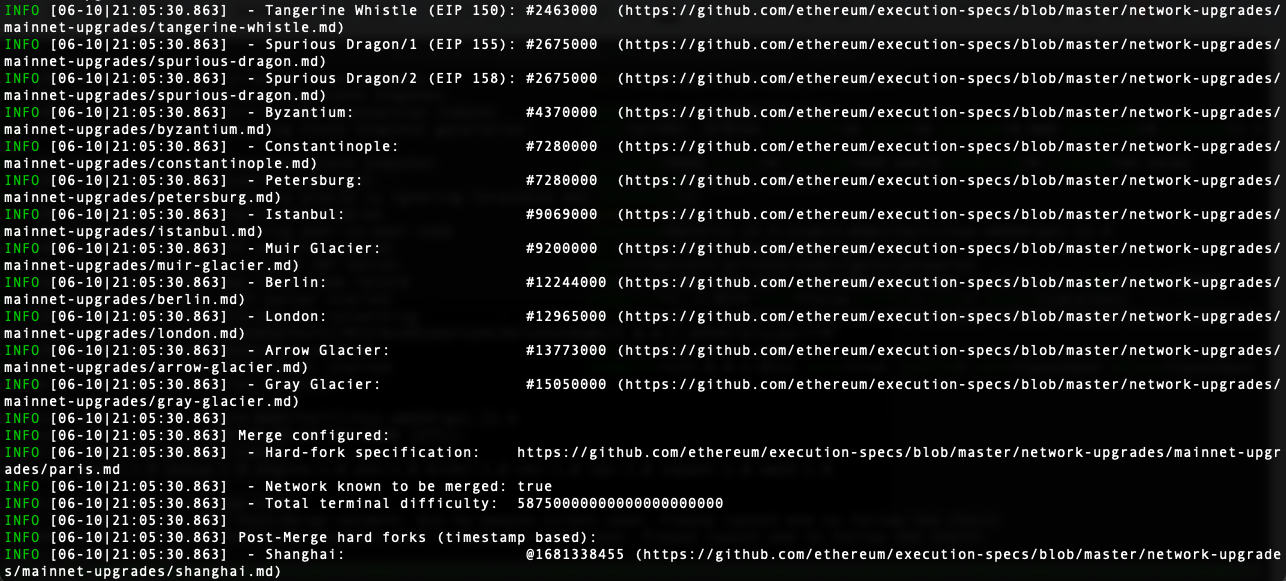 INFO [06-10|21:05:30.863]  - Tangerine Whistle (EIP 150): #2463000  (https://github.com/ethereum/execution-specs/blob/master/network-upgrades/
mainnet-upgrades/tangerine-whistle.md)
INFO [06-10|21:05:30.863]  - Spurious Dragon/1 (EIP 155): #2675000  (https://github.com/ethereum/execution-specs/blob/master/network-upgrades/
mainnet-upgrades/spurious-dragon.md)
INFO [06-10|21:05:30.863]  - Spurious Dragon/2 (EIP 158): #2675000  (https://github.com/ethereum/execution-specs/blob/master/network-upgrades/
mainnet-upgrades/spurious-dragon.md)
INFO [06-10|21:05:30.863]  - Byzantium:                   #4370000  (https://github.com/ethereum/execution-specs/blob/master/network-upgrades/
mainnet-upgrades/byzantium.md)
INFO [06-10|21:05:30.863]  - Constantinople:              #7280000  (https://github.com/ethereum/execution-specs/blob/master/network-upgrades/
mainnet-upgrades/constantinople.md)
INFO [06-10|21:05:30.863]  - Petersburg:                  #7280000  (https://github.com/ethereum/execution-specs/blob/master/network-upgrades/
mainnet-upgrades/petersburg.md)
INFO [06-10|21:05:30.863]  - Istanbul:                    #9069000  (https://github.com/ethereum/execution-specs/blob/master/network-upgrades/
mainnet-upgrades/istanbul.md)
INFO [06-10|21:05:30.863]  - Muir Glacier:                #9200000  (https://github.com/ethereum/execution-specs/blob/master/network-upgrades/
mainnet-upgrades/muir-glacier.md)
INFO [06-10|21:05:30.863]  - Berlin:                      #12244000 (https://github.com/ethereum/execution-specs/blob/master/network-upgrades/
mainnet-upgrades/berlin.md)
INFO [06-10|21:05:30.863]  - London:                      #12965000 (https://github.com/ethereum/execution-specs/blob/master/network-upgrades/
mainnet-upgrades/london.md)
INFO [06-10|21:05:30.863]  - Arrow Glacier:               #13773000 (https://github.com/ethereum/execution-specs/blob/master/network-upgrades/
mainnet-upgrades/arrow-glacier.md)
INFO [06-10|21:05:30.863]  - Gray Glacier:                #15050000 (https://github.com/ethereum/execution-specs/blob/master/network-upgrades/
mainnet-upgrades/gray-glacier.md)
INFO [06-10|21:05:30.863]
INFO [06-10|21:05:30.863] Merge configured:
INFO [06-10|21:05:30.863]  - Hard-fork specification:    https://github.com/ethereum/execution-specs/blob/master/network-upgrades/mainnet-upgr
ades/paris.md
INFO [06-10|21:05:30.863]  - Network known to be merged: true
INFO [06-10|21:05:30.863]  - Total terminal difficulty:  58750000000000000000000
INFO [06-10|21:05:30.863]
INFO [06-10|21:05:30.863] Post-Merge hard forks (timestamp based):
INFO [06-10|21:05:30.863]  - Shanghai:                    @1681338455 (https://github.com/ethereum/execution-specs/blob/master/network-upgrade
s/mainnet-upgrades/shanghai.md)